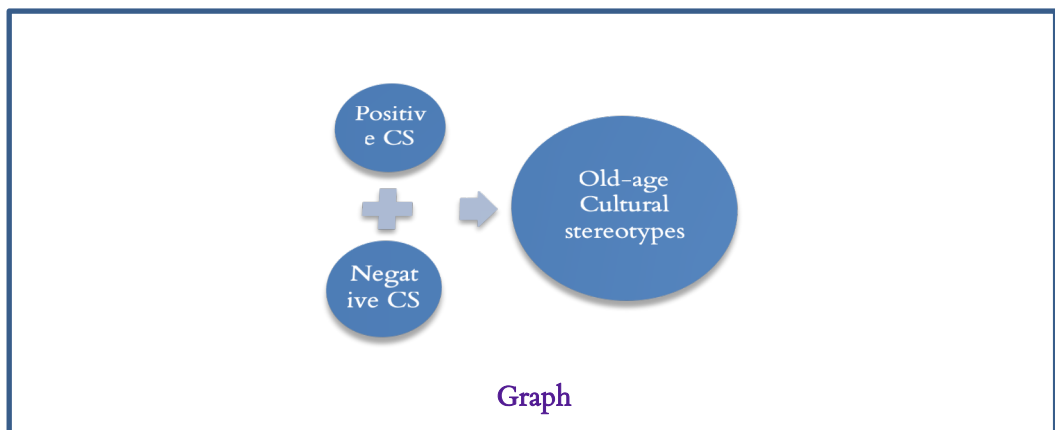 Positiv
e CS
Negat
ive CS
Old-age
Cultural
stereotypes
Graph